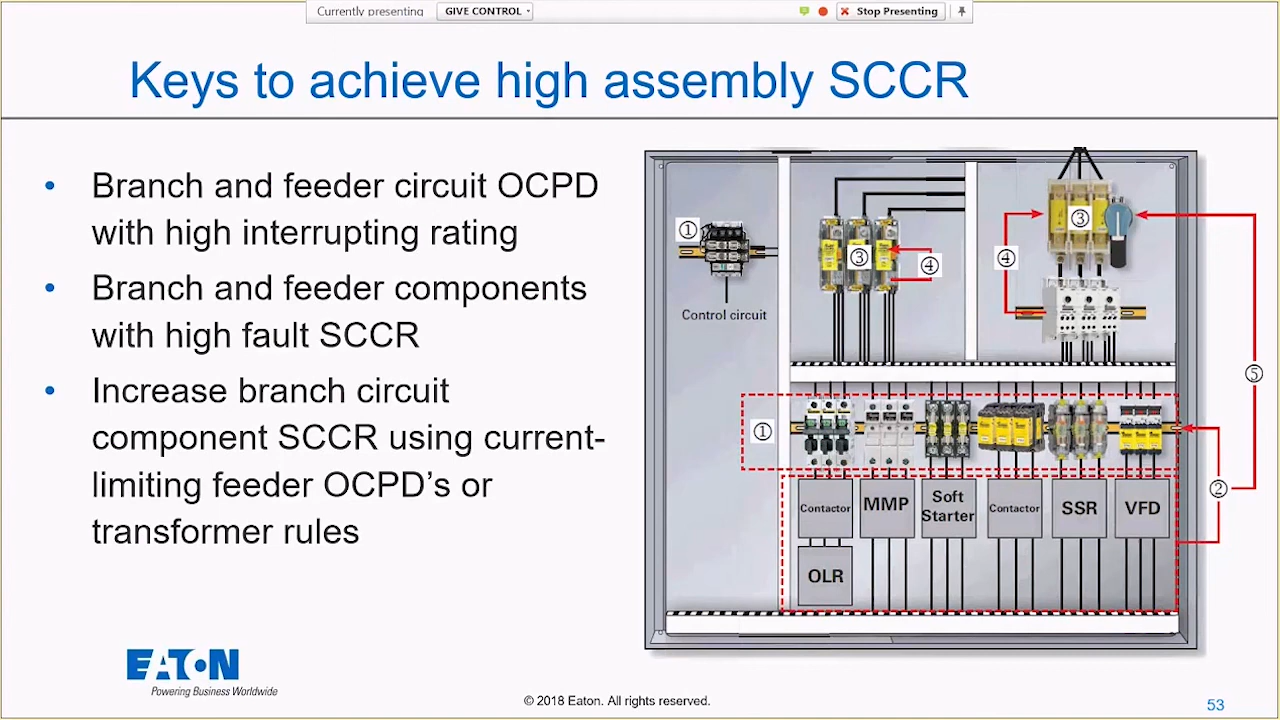 Currently presenting
GIVE CONTROL
Stop Presenting
Keys to achieve high assembly SCCR
• Branch and feeder circuit OCPD
with high interrupting rating
• Branch and feeder components
with high fault SCCR
• Increase branch circuit
component SCCR using current-
limiting feeder OCPD's or
transformer rules
①
Control circuit
③
④
④
③
⑤
①
②
Contactor
MMP
Soft
Starter
Contactor
SSR
VFD
OLR
EATON
Powering Business Worldwide
© 2018 Eaton. All rights reserved.
53